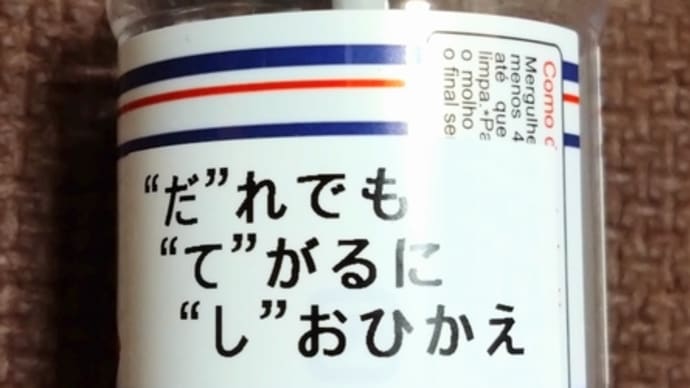 “だ”れでも
“て”がるに
“し”おひかえ
Como
Mergulhe
menos 4
até que
limpa.*Pa
o molho
o final se